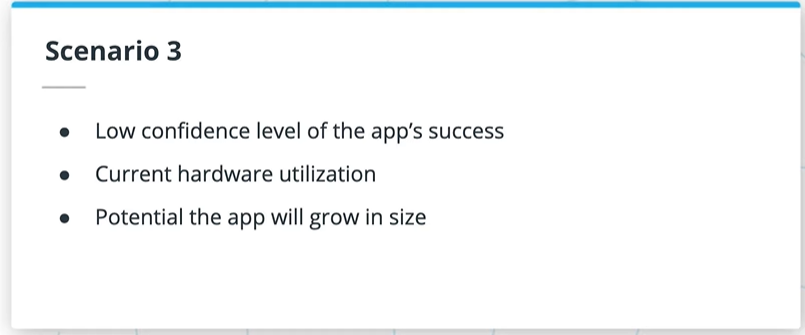 Scenario 3
● Low confidence level of the app's success
● Current hardware utilization
● Potential the app will grow in size